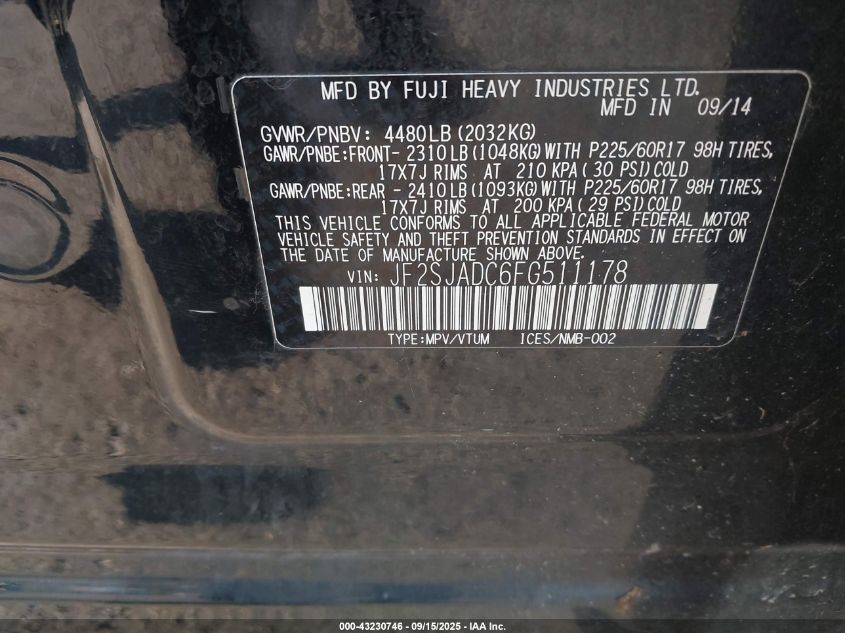 MFD BY FUJI HEAVY INDUSTRIES LTD.
MFD IN 09/14
GVWR/PNBV: 4480LB (2032KG)
GAWR/PNBE:FRONT- 2310LB(1048KG)WITH P225/60R17 98H TIRES,
17X7J RIMS AT 210 KPA( 30 PSI)COLD
GAWR/PNBE:REAR - 2410LB(1093KG)WITH P225/60R17 98H TIRES,
17X7J RIMS AT 200 KPA( 29 PSI)COLD
THIS VEHICLE CONFORMS TO ALL APPLICABLE FEDERAL MOTOR
VEHICLE SAFETY AND THEFT PREVENTION STANDARDS IN EFFECT ON
THE DATE OF MANUFACTURE SHOWN ABOVE.
VIN: JF2SJADC6FG511178
TYPE:MPV/VTUM ICES/NMB-002
000-43230746 - 09/15/2025 - IAA Inc.